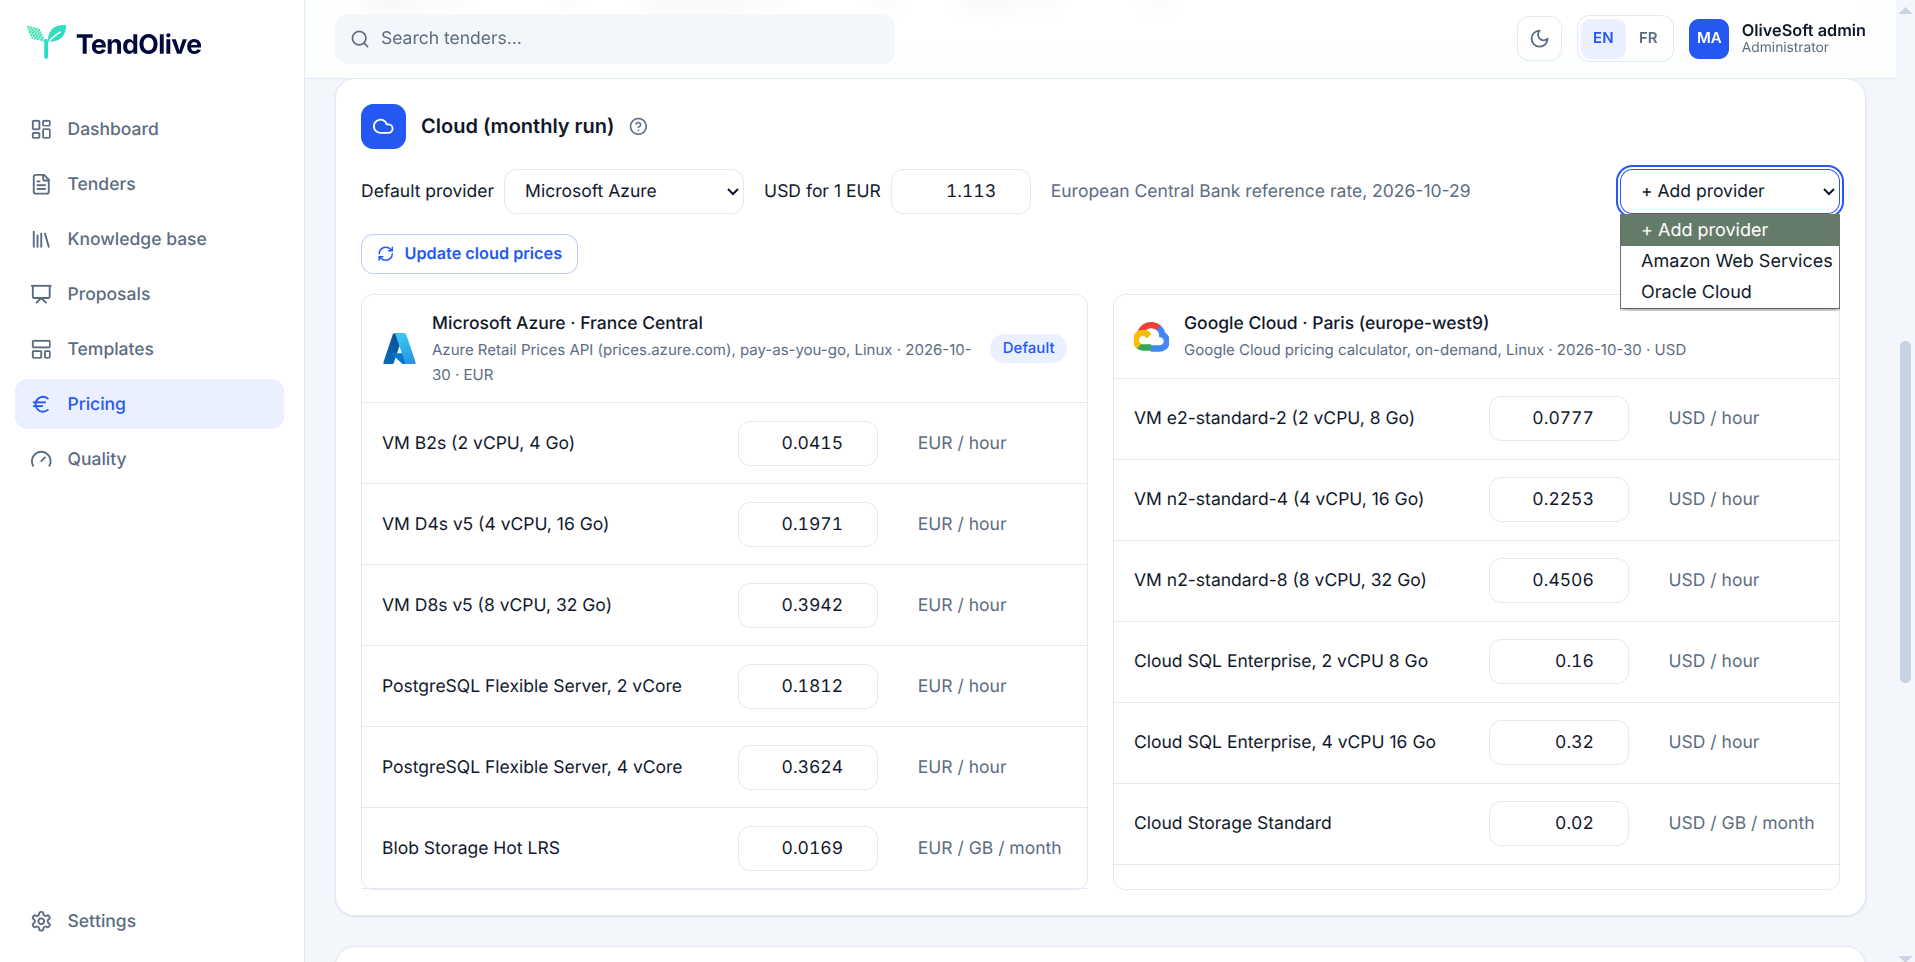 TendOlive
Search tenders...
EN
FR
MA
OliveSoft admin
Administrator
Dashboard
Tenders
Knowledge base
Proposals
Templates
Pricing
Quality
Settings
Cloud (monthly run)
Default provider
Microsoft Azure
USD for 1 EUR
1.113
European Central Bank reference rate, 2026-10-29
+ Add provider
+ Add provider
Amazon Web Services
Oracle Cloud
Update cloud prices
Microsoft Azure · France Central
Azure Retail Prices API (prices.azure.com), pay-as-you-go, Linux · 2026-10-
30 · EUR
Default
VM B2s (2 vCPU, 4 Go)
0.0415
EUR / hour
VM D4s v5 (4 vCPU, 16 Go)
0.1971
EUR / hour
VM D8s v5 (8 vCPU, 32 Go)
0.3942
EUR / hour
PostgreSQL Flexible Server, 2 vCore
0.1812
EUR / hour
PostgreSQL Flexible Server, 4 vCore
0.3624
EUR / hour
Blob Storage Hot LRS
0.0169
EUR / GB / month
Google Cloud · Paris (europe-west9)
Google Cloud pricing calculator, on-demand, Linux · 2026-10-30 · USD
VM e2-standard-2 (2 vCPU, 8 Go)
0.0777
USD / hour
VM n2-standard-4 (4 vCPU, 16 Go)
0.2253
USD / hour
VM n2-standard-8 (8 vCPU, 32 Go)
0.4506
USD / hour
Cloud SQL Enterprise, 2 vCPU 8 Go
0.16
USD / hour
Cloud SQL Enterprise, 4 vCPU 16 Go
0.32
USD / hour
Cloud Storage Standard
0.02
USD / GB / month